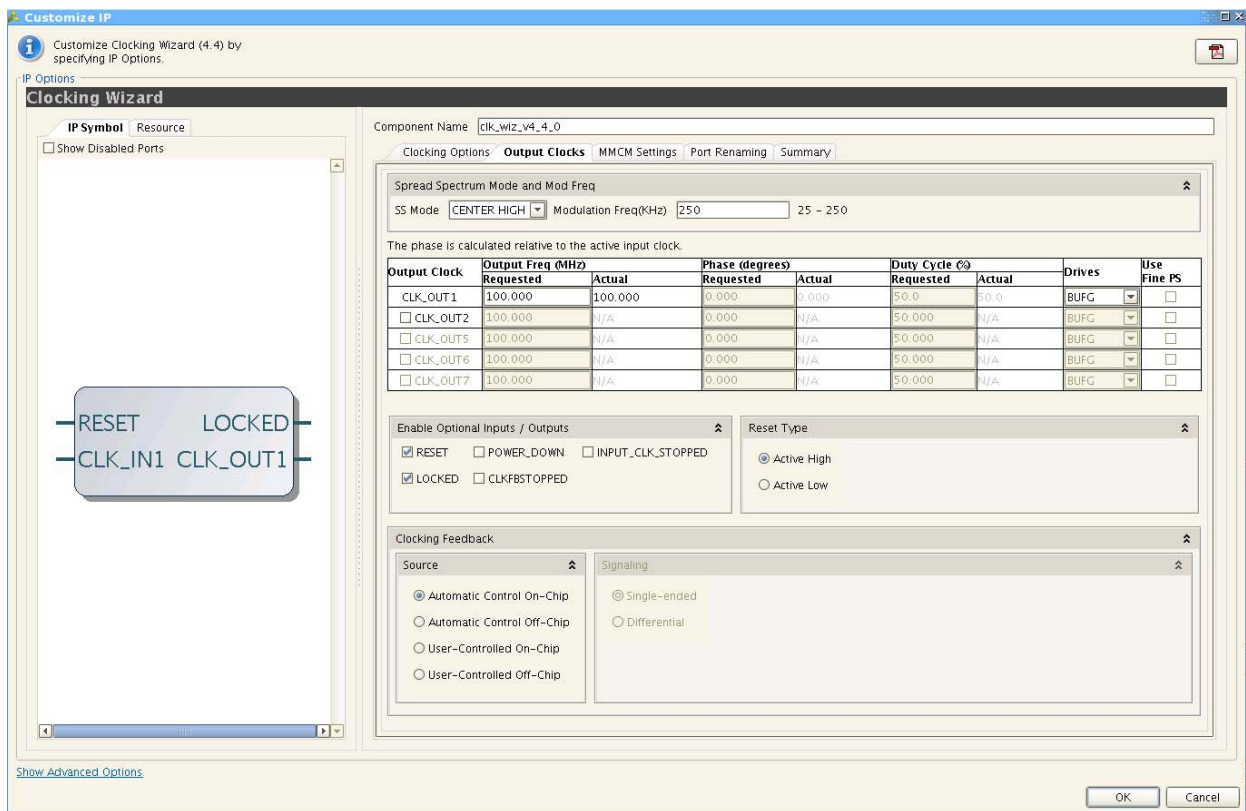 Customize IP
Customize Clocking Wizard (4.4) by
specifying IP Options.
IP Options
Clocking Wizard
IP Symbol Resource
Show Disabled Ports
RESET LOCKED
CLK_IN1 CLK_OUT1
Component Name clk_wiz_v4_4_0
Clocking Options Output Clocks MMCM Settings Port Renaming Summary
Spread Spectrum Mode and Mod Freq
SS Mode CENTER HIGH Modulation Freq(KHz) 250 25 - 250
The phase is calculated relative to the active input clock.
Output Clock Output Freq (MHz) Phase (degrees) Duty Cycle (%) Drives Use Fine PS
Requested Actual Requested Actual Requested Actual
CLK_OUT1 100.000 100.000 0.000 0.000 50.0 50.0 BUFG
CLK_OUT2 100.000 N/A 0.000 N/A 50.000 N/A BUFG
CLK_OUT5 100.000 N/A 0.000 N/A 50.000 N/A BUFG
CLK_OUT6 100.000 N/A 0.000 N/A 50.000 N/A BUFG
CLK_OUT7 100.000 N/A 0.000 N/A 50.000 N/A BUFG
Enable Optional Inputs / Outputs
RESET POWER_DOWN INPUT_CLK_STOPPED
LOCKED CLKFBSTOPPED
Reset Type
Active High
Active Low
Clocking Feedback
Source
Automatic Control On-Chip
Automatic Control Off-Chip
User-Controlled On-Chip
User-Controlled Off-Chip
Signaling
Single-ended
Differential
Show Advanced Options
OK Cancel